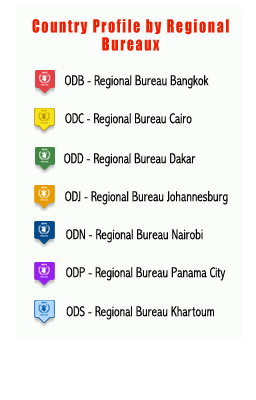 Country Profile by Regional
Bureaux
ODB - Regional Bureau Bangkok
ODC - Regional Bureau Cairo
ODD - Regional Bureau Dakar
ODJ - Regional Bureau Johannesburg
ODN - Regional Bureau Nairobi
ODP - Regional Bureau Panama City
ODS - Regional Bureau Khartoum